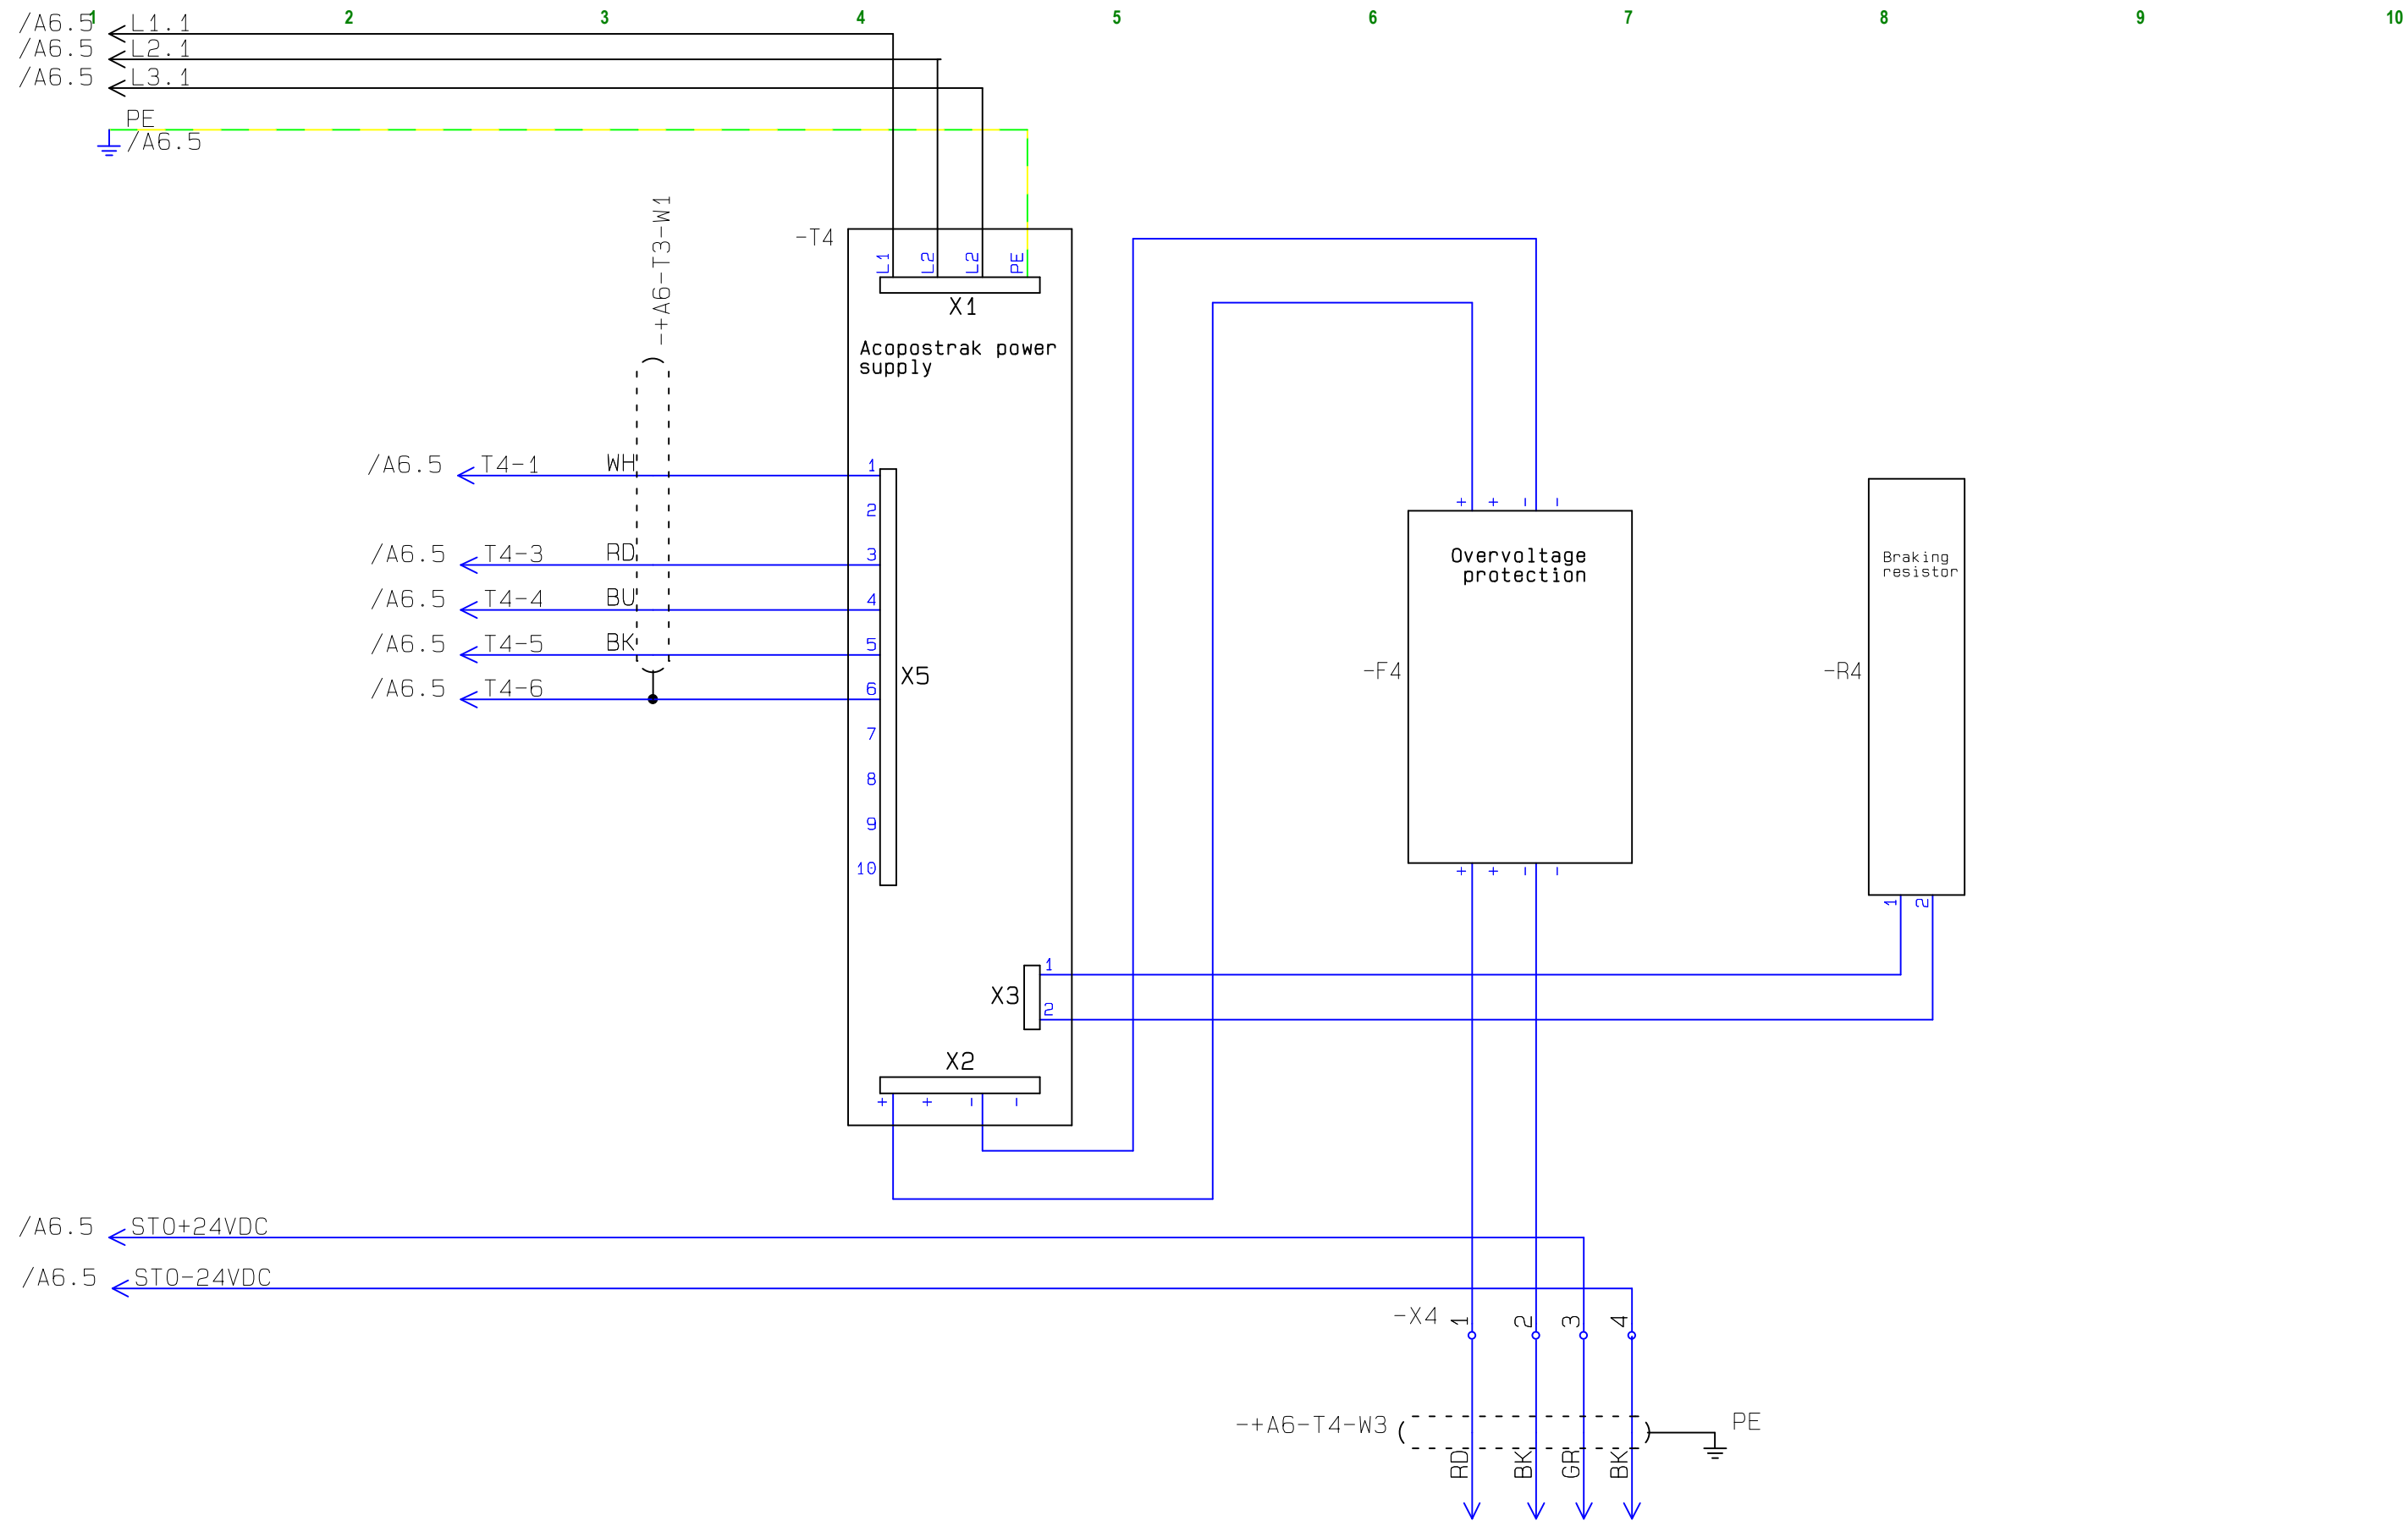 1 2 3 4 5 6 7 8 9 10
/A6.5 L1.1
/A6.5 L2.1
/A6.5 L3.1
PE
/A6.5
-+A6-T3-W1
-T4
L1 L2 L2 PE
X1
Acopostrak power
supply
/A6.5 T4-1 WH 1
2
/A6.5 T4-3 RD 3
/A6.5 T4-4 BU 4
/A6.5 T4-5 BK 5
X5
/A6.5 T4-6 6
7
8
9
10
+ + - -
Overvoltage
protection
-F4
+ + - -
Braking
resistor
-R4
1 2
1
X3
2
X2
+ + - -
/A6.5 STO+24VDC
/A6.5 STO-24VDC
-X4 1 2 3 4
-+A6-T4-W3
PE
RD BK GR BK